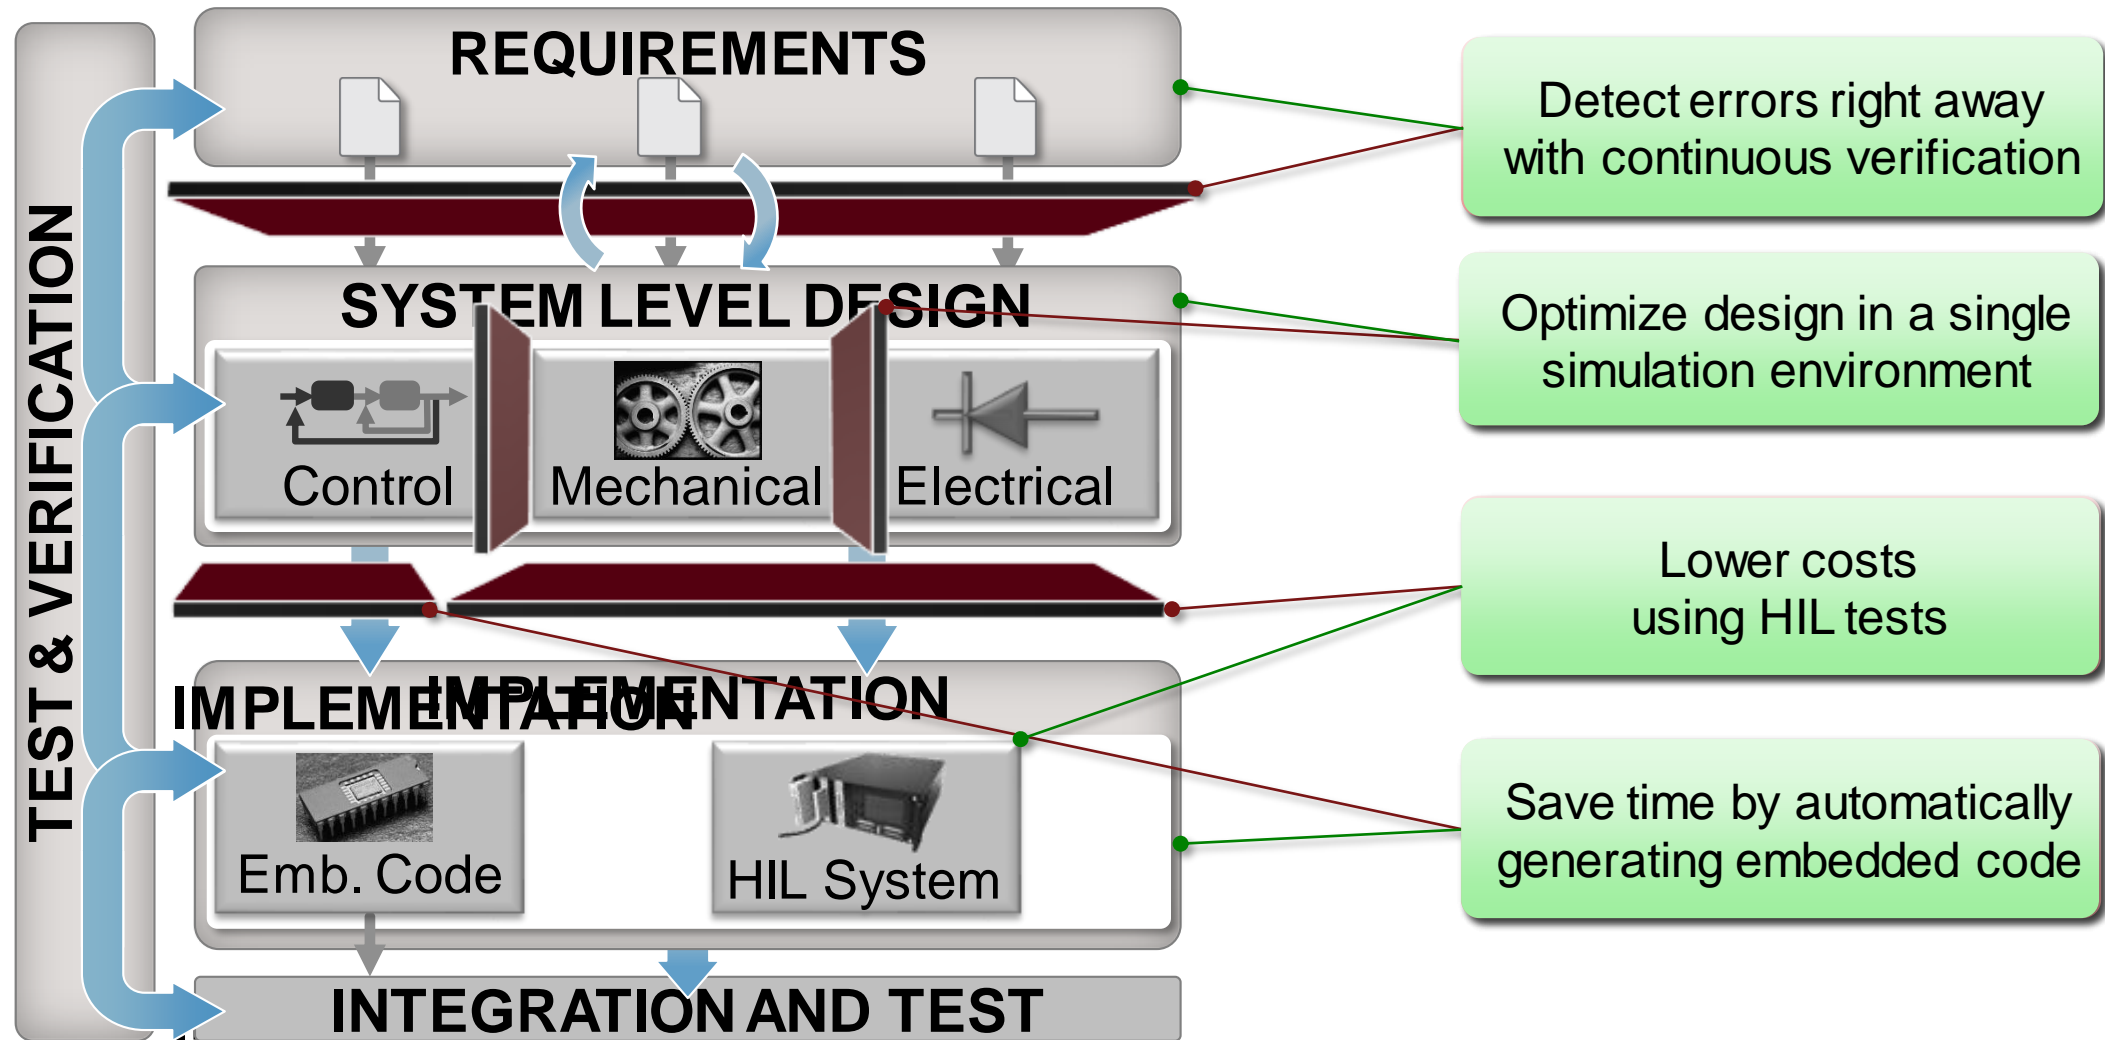 TEST & VERIFICATION
REQUIREMENTS
SYSTEM LEVEL DESIGN
Control
Mechanical
Electrical
IMPLEMENTATION
IMPLEMENTATION
Emb. Code
HIL System
INTEGRATION AND TEST
Detect errors right away
with continuous verification
Optimize design in a single
simulation environment
Lower costs
using HIL tests
Save time by automatically
generating embedded code